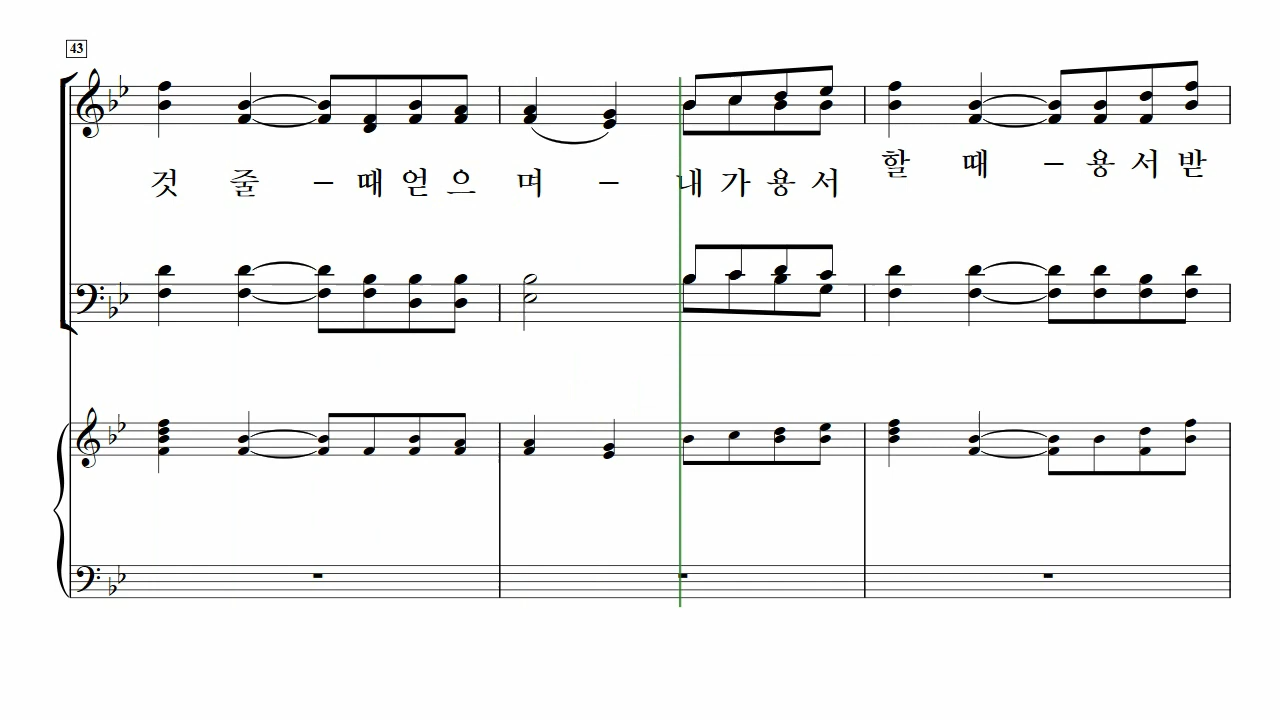 43
것 줄 – 때 얻 으 며 – 내 가 용 서 할 때 – 용 서 받